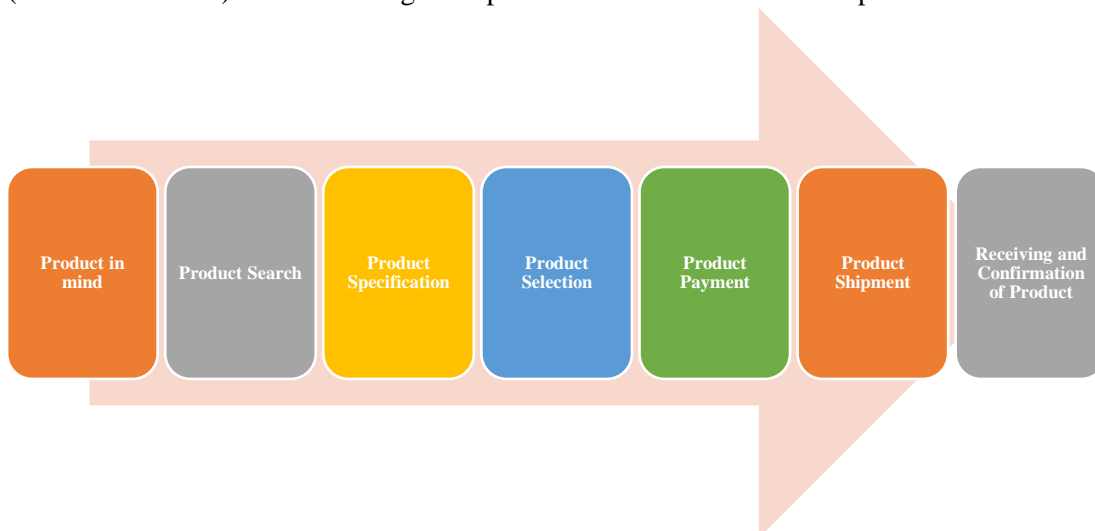 Product in
mind
Product Search
Product
Specification
Product
Selection
Product
Payment
Product
Shipment
Receiving and
Confirmation
of Product